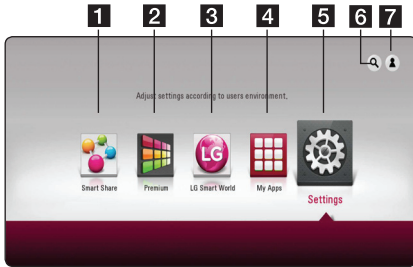 1 2 3 4 5 6 7
Adjust settings according to users environment.
LG
Smart Share Premium LG Smart World My Apps Settings